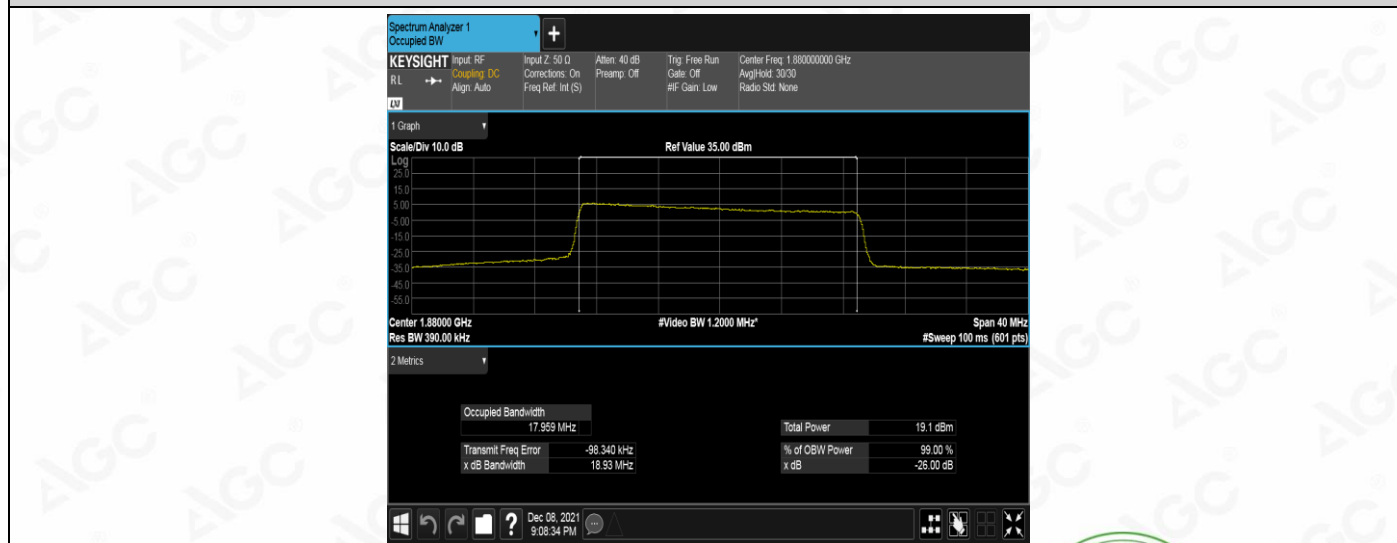 Spectrum Analyzer 1
Occupied BW
+
KEYSIGHT
RL
LXI
Input: RF
Coupling: DC
Align: Auto
Input Z: 50 Ω
Corrections: On
Freq Ref: Int (S)
Atten: 40 dB
Preamp: Off
Trig: Free Run
Gate: Off
#IF Gain: Low
Center Freq: 1.880000000 GHz
Avg|Hold: 30/30
Radio Std: None
1 Graph
Scale/Div 10.0 dB
Ref Value 35.00 dBm
Log
25.0
15.0
5.00
-5.00
-15.0
-25.0
-35.0
-45.0
-55.0
Center 1.88000 GHz
#Video BW 1.2000 MHz*
Span 40 MHz
Res BW 390.00 kHz
#Sweep 100 ms (601 pts)
2 Metrics
Occupied Bandwidth
17.959 MHz
Total Power 19.1 dBm
Transmit Freq Error -98.340 kHz
% of OBW Power 99.00 %
x dB Bandwidth 18.93 MHz
x dB -26.00 dB
?
Dec 08, 2021
9:08:34 PM
AGC